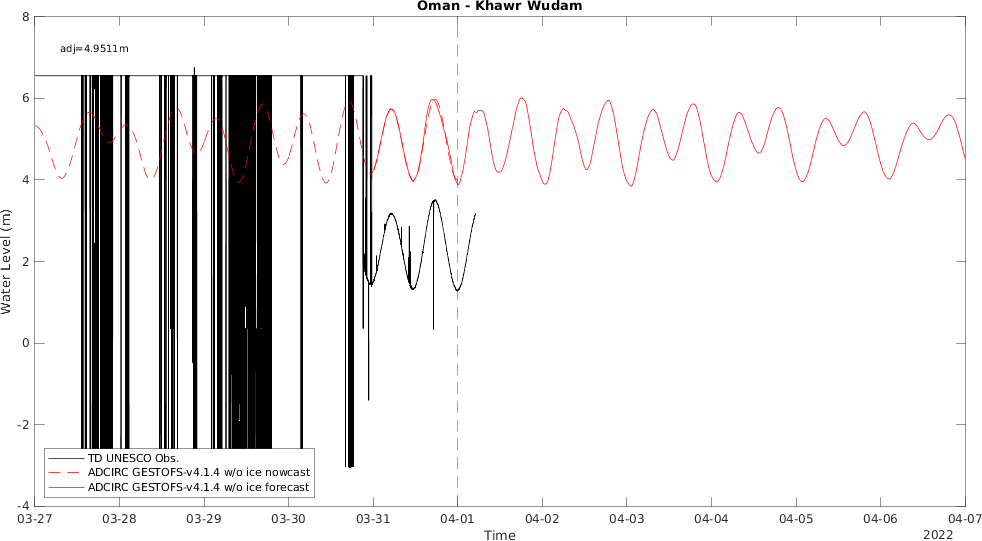 Oman - Khawr Wudam
8
adj=4.9511m
6
4
2
0
-2
-4
Water Level (m)
TD UNESCO Obs.
ADCIRC GESTOFS-v4.1.4 w/o ice nowcast
ADCIRC GESTOFS-v4.1.4 w/o ice forecast
03-27 03-28 03-29 03-30 03-31 04-01 04-02 04-03 04-04 04-05 04-06 04-07
Time
2022